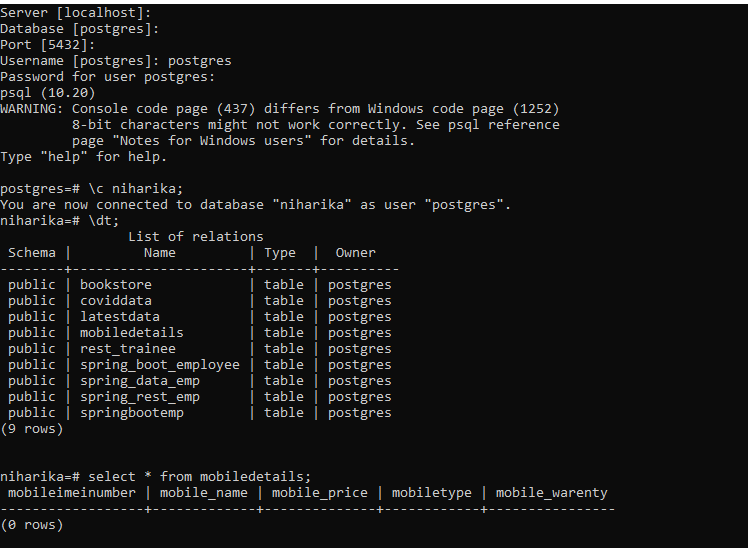 Server [localhost]:
Database [postgres]:
Port [5432]:
Username [postgres]: postgres
Password for user postgres:
psql (10.20)
WARNING: Console code page (437) differs from Windows code page (1252)
         8-bit characters might not work correctly. See psql reference
         page "Notes for Windows users" for details.
Type "help" for help.

postgres=# \c niharika;
You are now connected to database "niharika" as user "postgres".
niharika=# \dt;
                List of relations
 Schema |         Name         | Type  |  Owner
--------+----------------------+-------+----------
 public | bookstore            | table | postgres
 public | coviddata            | table | postgres
 public | latestdata           | table | postgres
 public | mobiledetails        | table | postgres
 public | rest_trainee         | table | postgres
 public | spring_boot_employee | table | postgres
 public | spring_data_emp      | table | postgres
 public | spring_rest_emp      | table | postgres
 public | springbootemp        | table | postgres
(9 rows)

niharika=# select * from mobiledetails;
 mobileimeinumber | mobile_name | mobile_price | mobiletype | mobile_warenty
------------------+-------------+--------------+------------+----------------
(0 rows)